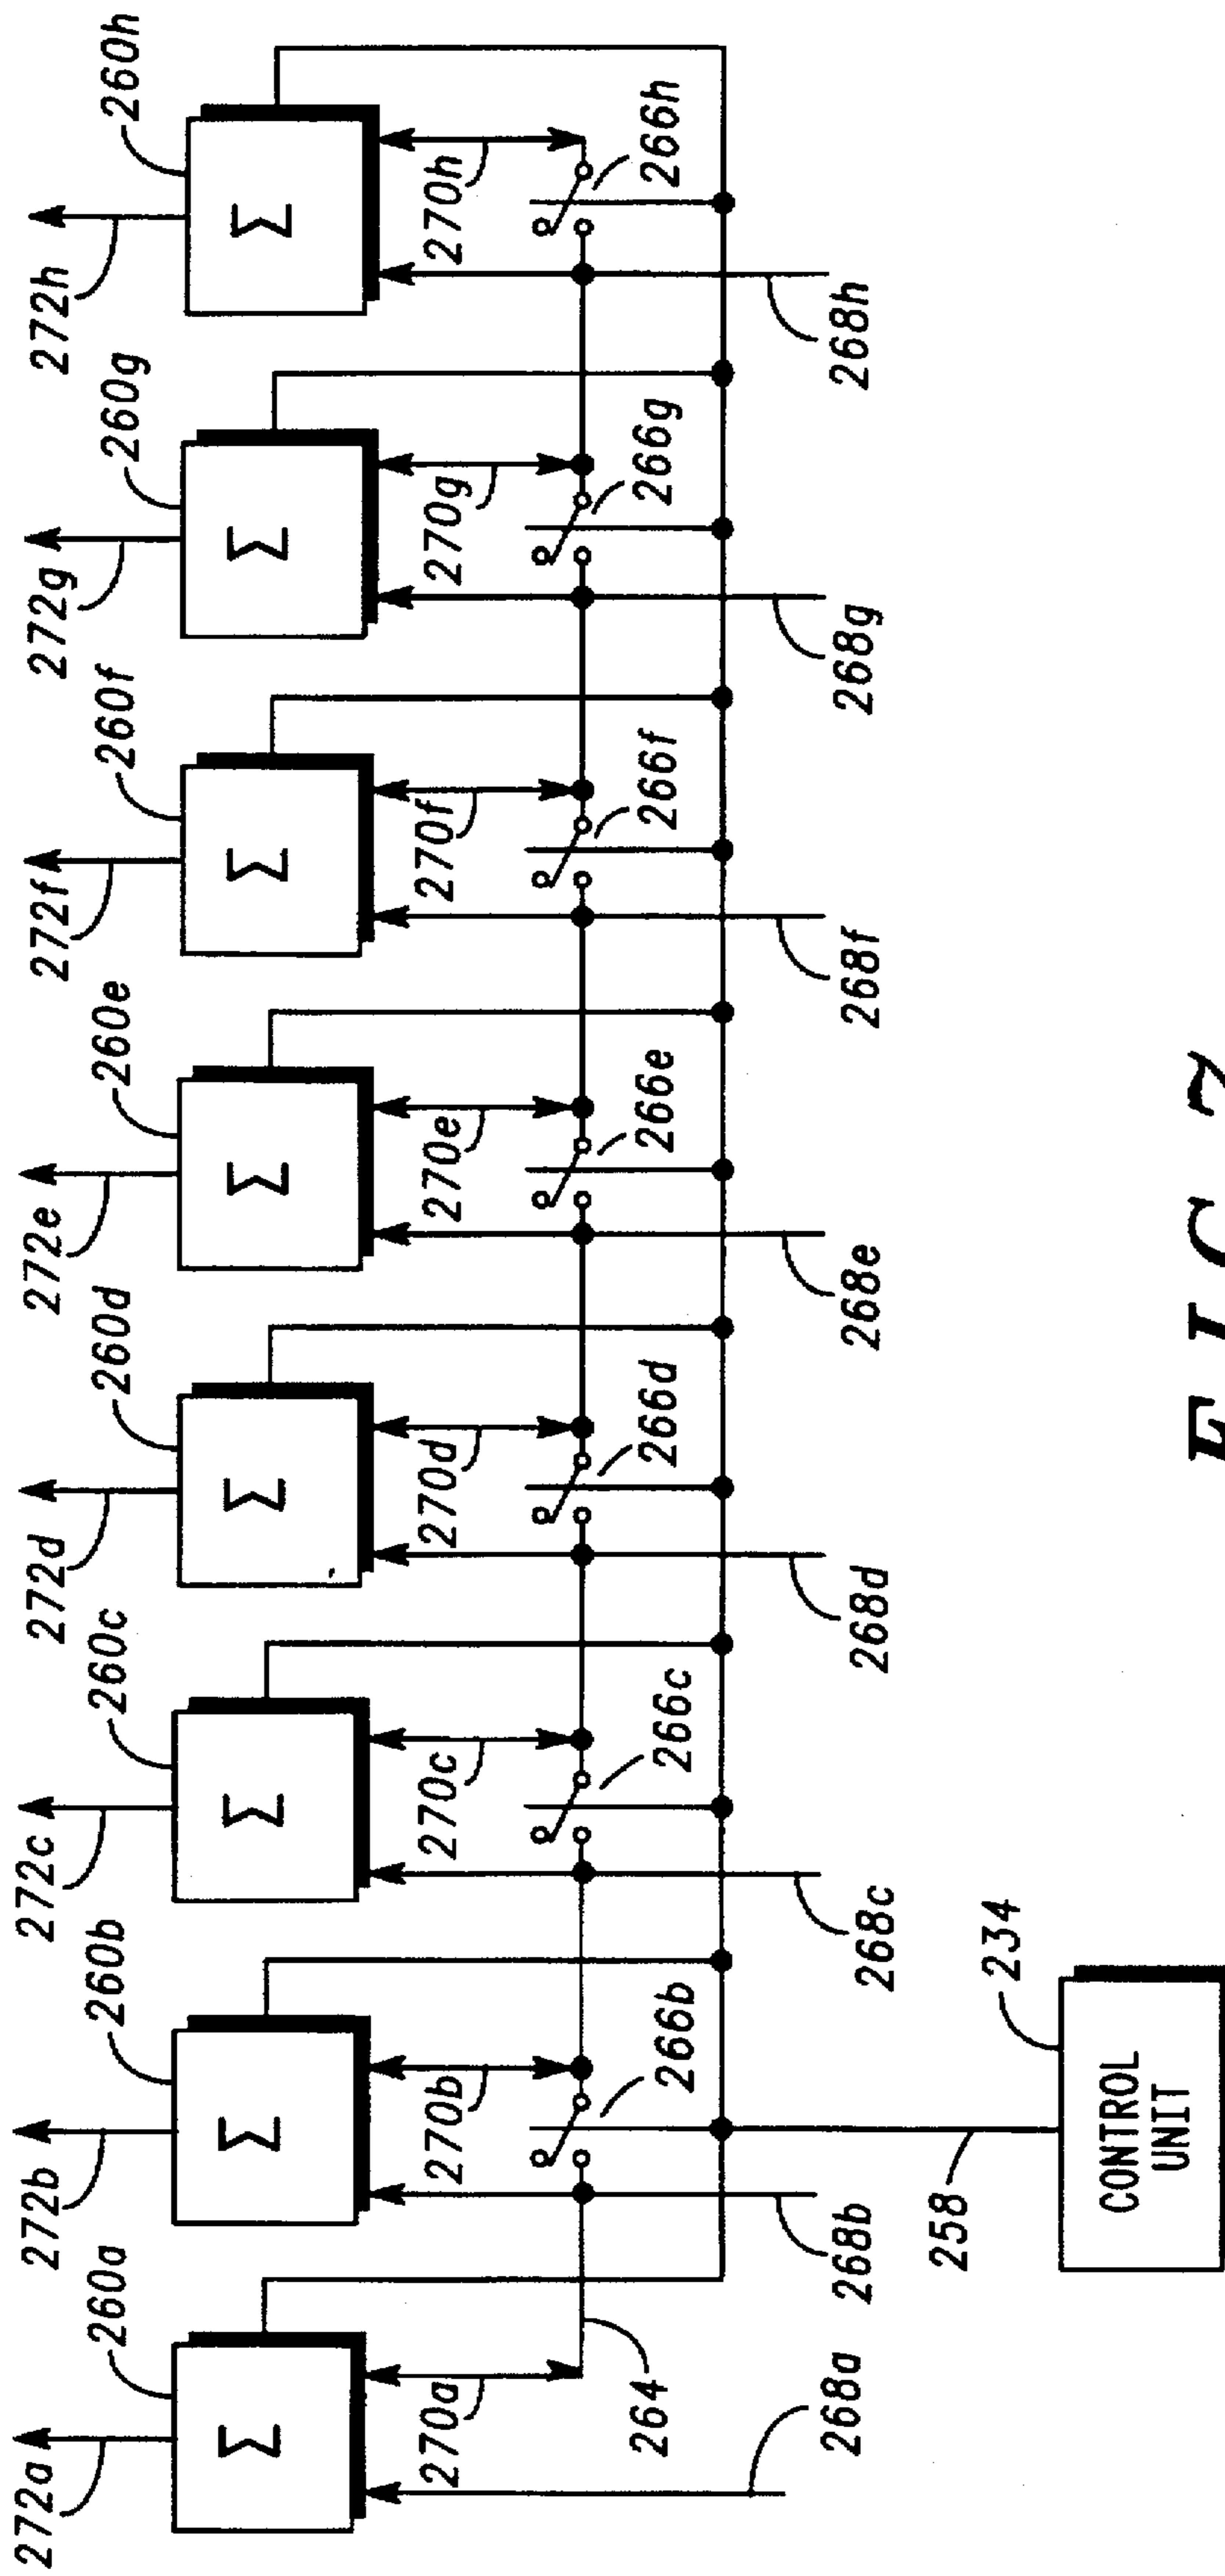 272a
272b
272c
272d
272e
272f
272g
272h
260a
260b
260c
260d
260e
260f
260g
260h
Σ
Σ
Σ
Σ
Σ
Σ
Σ
Σ
270a
270b
270c
270d
270e
270f
270g
270h
264
266b
266c
266d
266e
266f
266g
266h
268a
268b
268c
268d
268e
268f
268g
268h
258
234
CONTROL
UNIT
FIG. 7